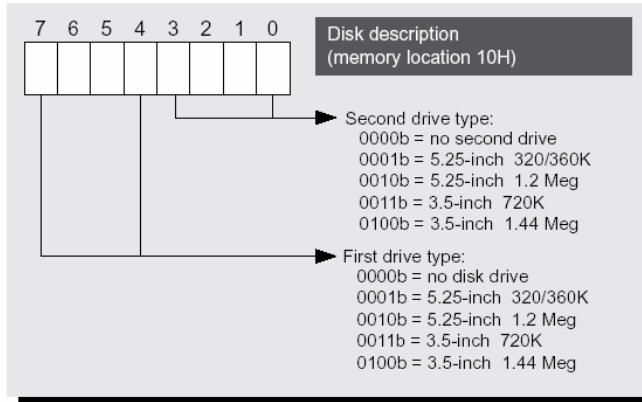 7 6 5 4 3 2 1 0
Disk description
(memory location 10H)
Second drive type:
0000b = no second drive
0001b = 5.25-inch 320/360K
0010b = 5.25-inch 1.2 Meg
0011b = 3.5-inch 720K
0100b = 3.5-inch 1.44 Meg
First drive type:
0000b = no disk drive
0001b = 5.25-inch 320/360K
0010b = 5.25-inch 1.2 Meg
0011b = 3.5-inch 720K
0100b = 3.5-inch 1.44 Meg